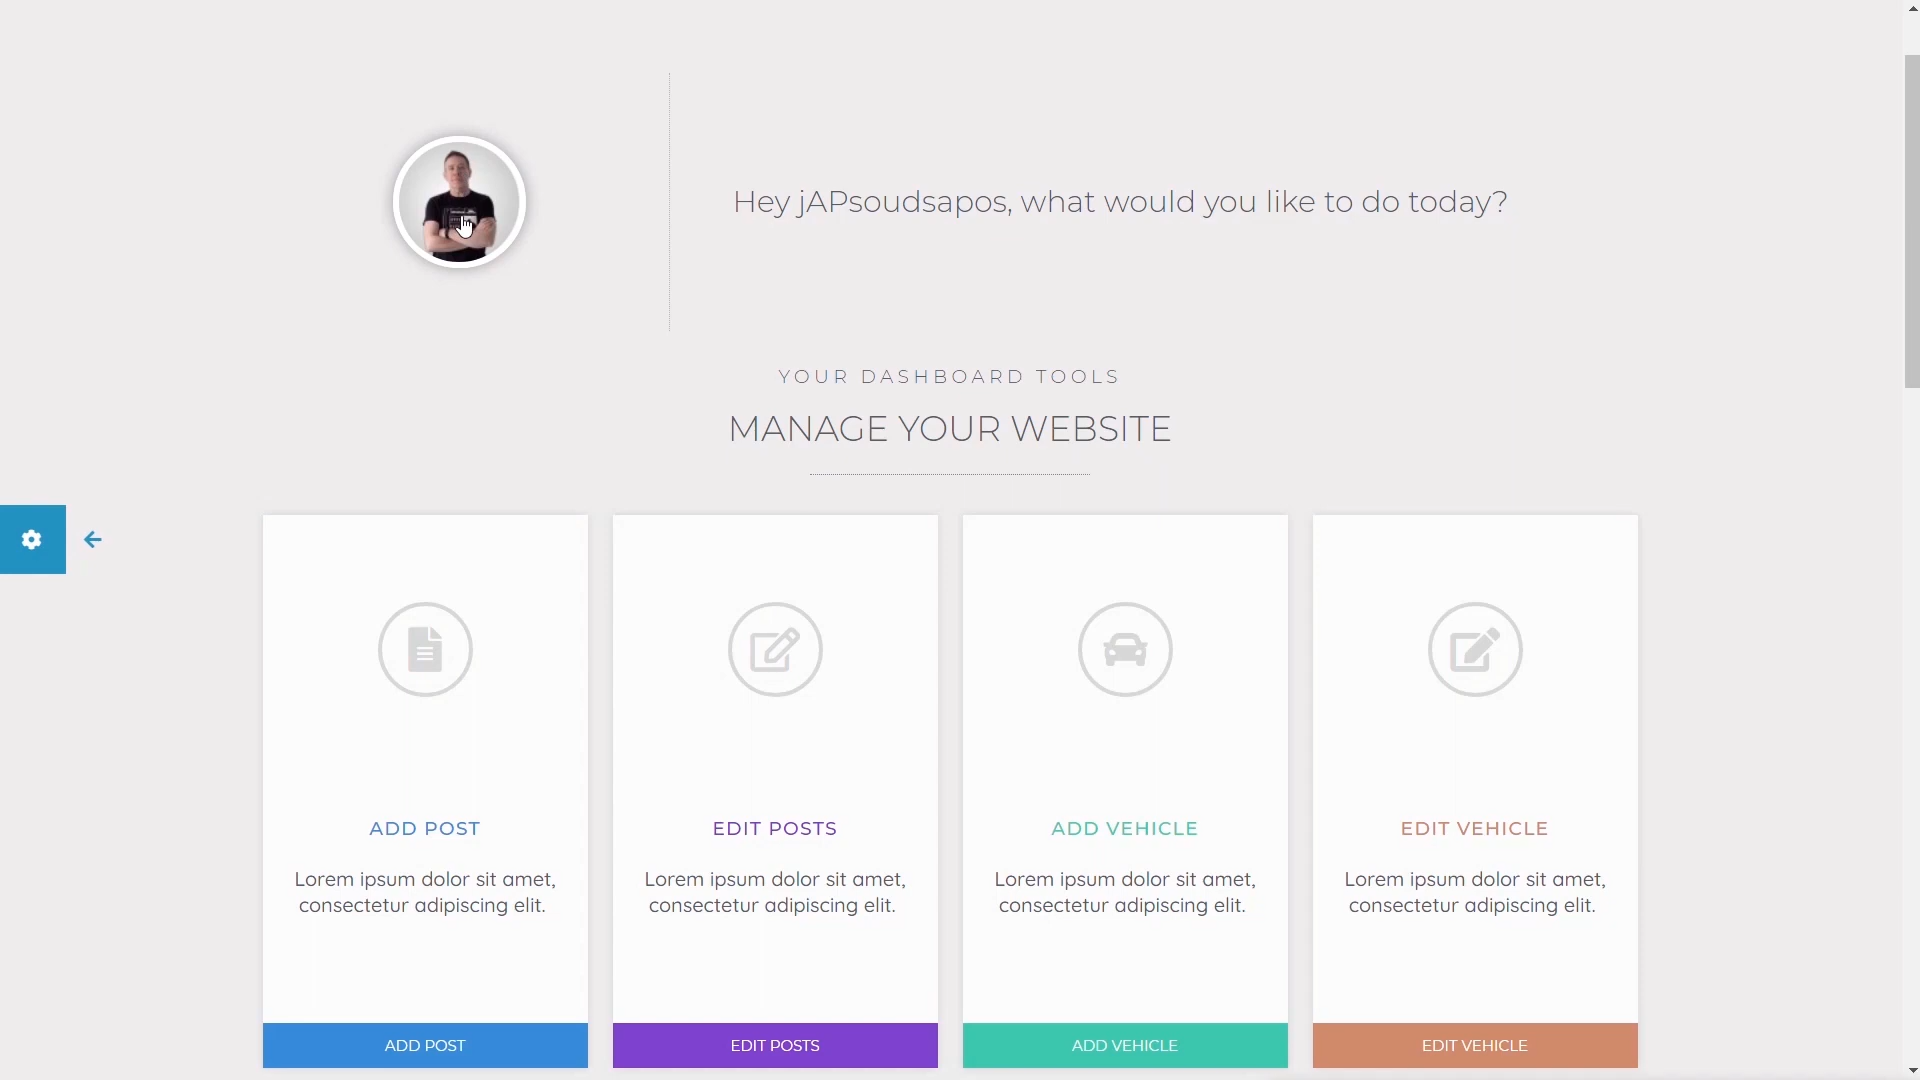 Hey jAPsoudsapos, what would you like to do today?
YOUR DASHBOARD TOOLS
MANAGE YOUR WEBSITE
ADD POST
Lorem ipsum dolor sit amet,
consectetur adipiscing elit.
ADD POST
EDIT POSTS
Lorem ipsum dolor sit amet,
consectetur adipiscing elit.
EDIT POSTS
ADD VEHICLE
Lorem ipsum dolor sit amet,
consectetur adipiscing elit.
ADD VEHICLE
EDIT VEHICLE
Lorem ipsum dolor sit amet,
consectetur adipiscing elit.
EDIT VEHICLE